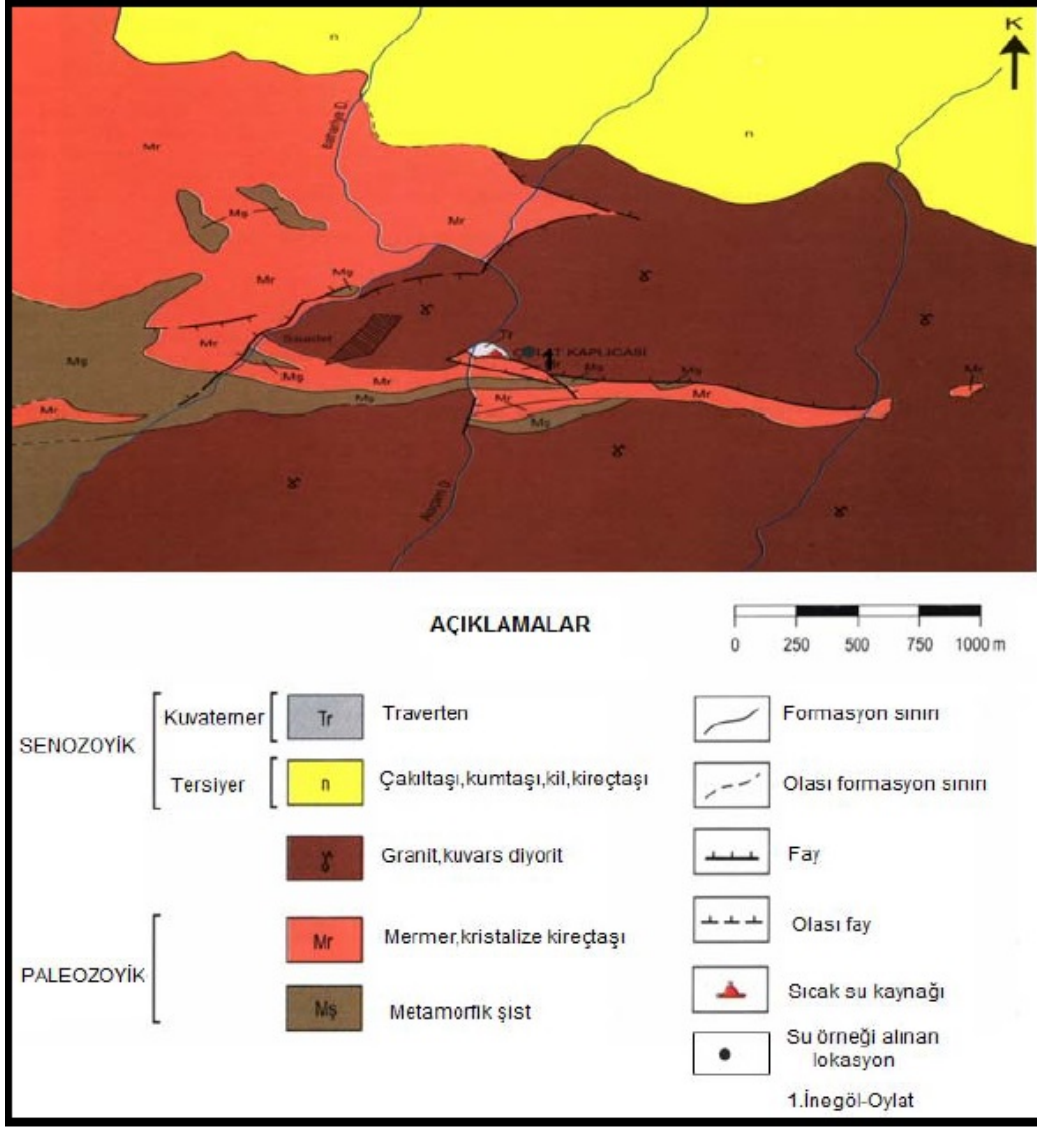 K
n
n
Mr
Mş
Mr
Mr
Mş
Mr
Mş
Mş
Mr
Mş
Mr
Mş
Tr
KAPLICASI
1
Mş
Mş
Mr
Mr
Mş
Mr
AÇIKLAMALAR
0 250 500 750 1000 m
SENOZOYİK
Kuvaterner
Tr
Traverten
Tersiyer
n
Çakıltaşı,kumtaşı,kil,kireçtaşı
ɣ
Granit,kuvars diyorit
PALEOZOYİK
Mr
Mermer,kristalize kireçtaşı
Mş
Metamorfik şist
Formasyon sınırı
Olası formasyon sınırı
Fay
Olası fay
Sıcak su kaynağı
Su örneği alınan
lokasyon
1.İnegöl-Oylat